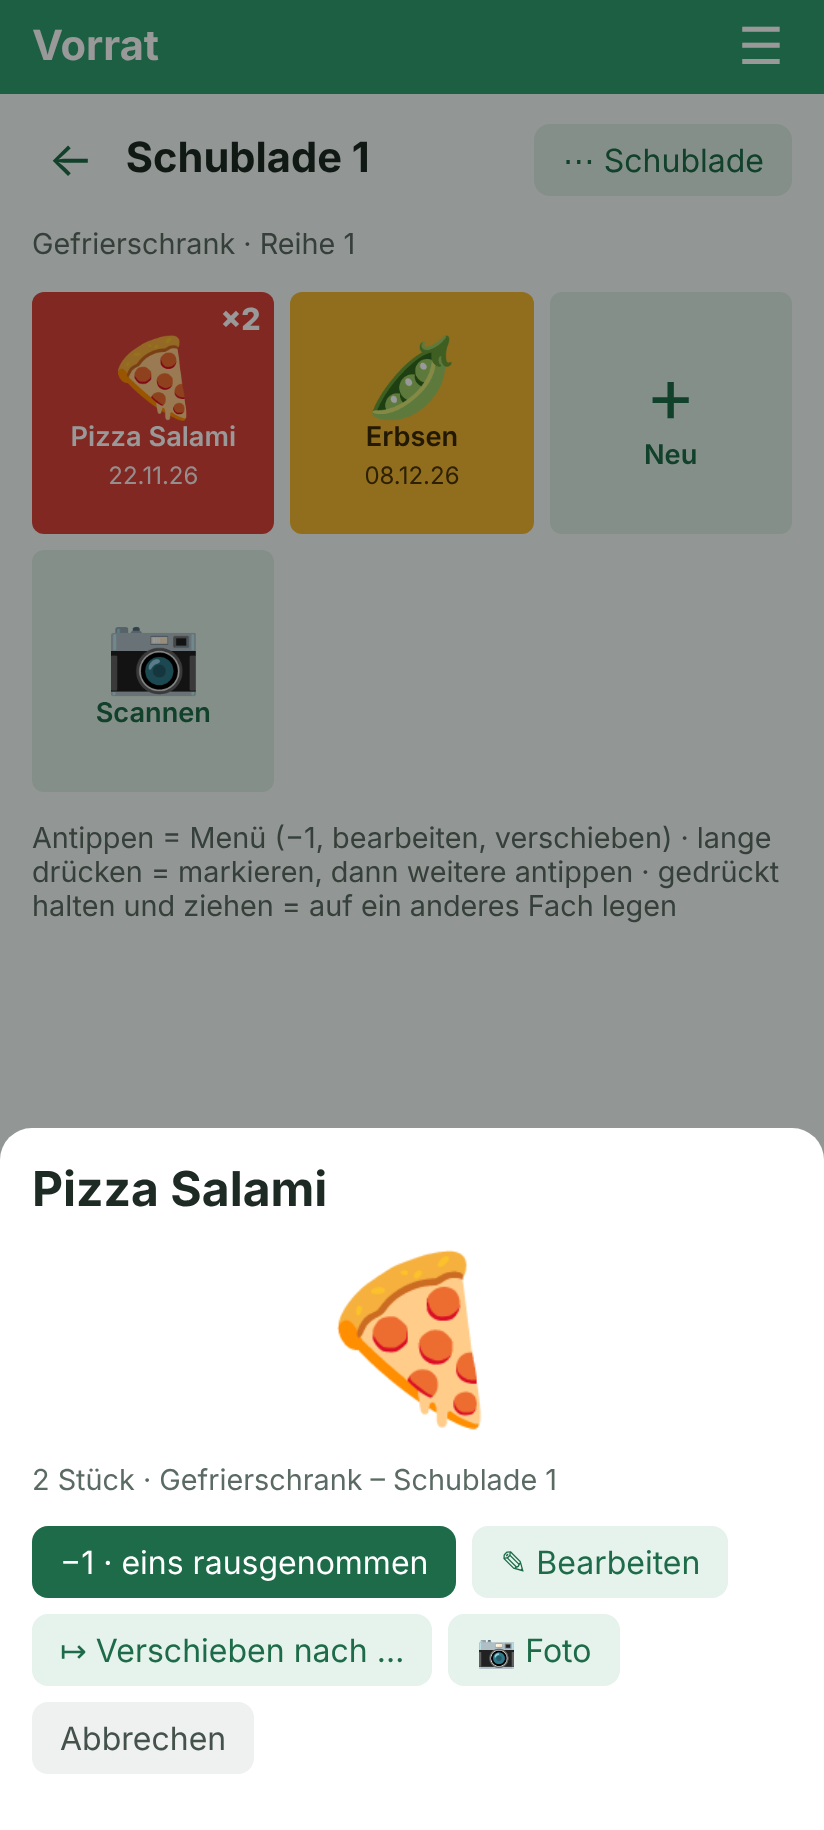 Vorrat
☰
← Schublade 1
⋯ Schublade
Gefrierschrank · Reihe 1
×2
Pizza Salami
22.11.26
Erbsen
08.12.26
+
Neu
Scannen
Antippen = Menü (−1, bearbeiten, verschieben) · lange
drücken = markieren, dann weitere antippen · gedrückt
halten und ziehen = auf ein anderes Fach legen
Pizza Salami
2 Stück · Gefrierschrank – Schublade 1
−1 · eins rausgenommen
✎ Bearbeiten
↦ Verschieben nach …
📷 Foto
Abbrechen